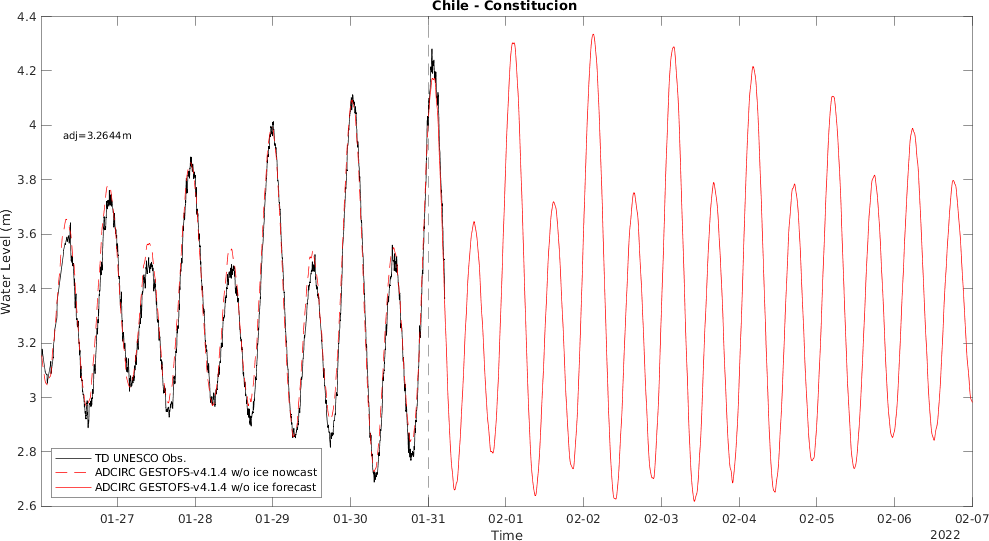 Chile - Constitucion
4.4
4.2
4
3.8
3.6
3.4
3.2
3
2.8
2.6
Water Level (m)
adj=3.2644m
TD UNESCO Obs.
ADCIRC GESTOFS-v4.1.4 w/o ice nowcast
ADCIRC GESTOFS-v4.1.4 w/o ice forecast
01-27 01-28 01-29 01-30 01-31 02-01 02-02 02-03 02-04 02-05 02-06 02-07
Time
2022